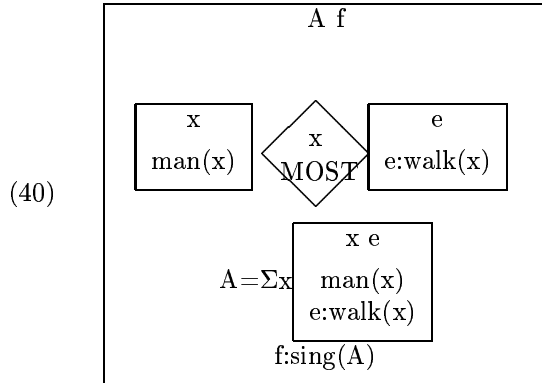 A f
x
man(x)
x
MOST
e
e:walk(x)
(40)
x e
A=Σx
man(x)
e:walk(x)
f:sing(A)